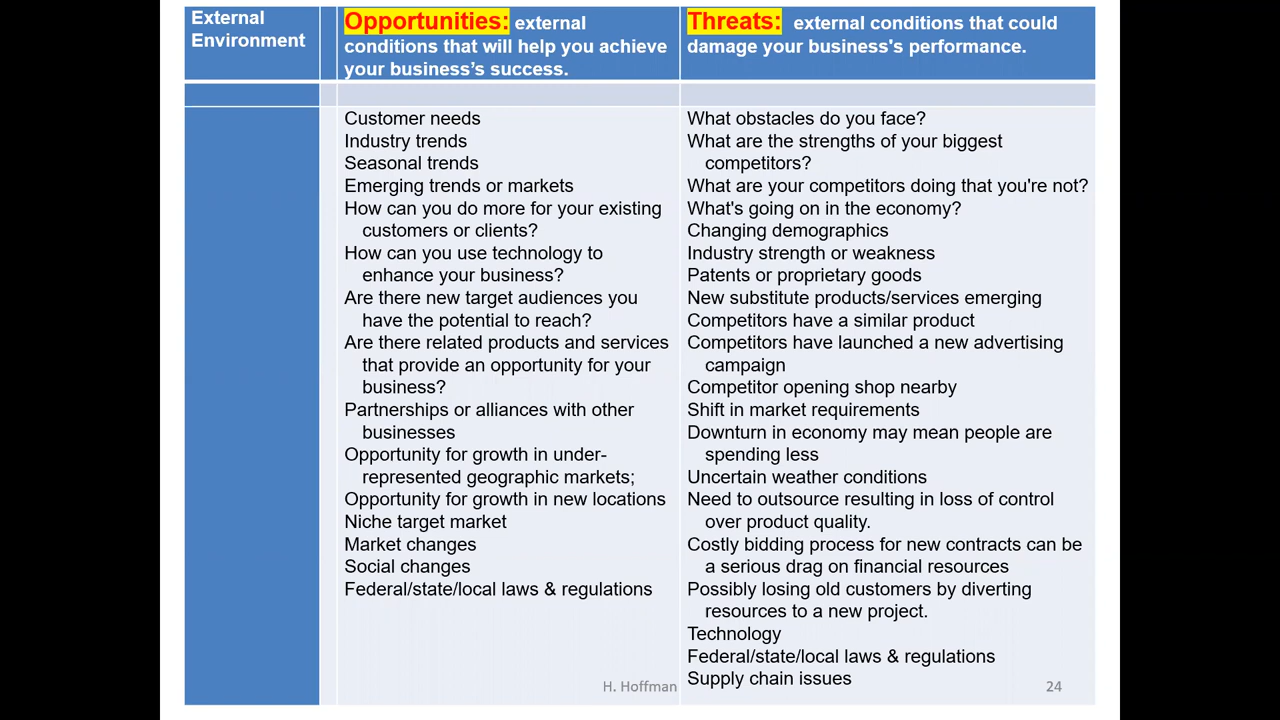 External
Environment
Opportunities: external
conditions that will help you achieve
your business’s success.
Threats: external conditions that could
damage your business's performance.
Customer needs
Industry trends
Seasonal trends
Emerging trends or markets
How can you do more for your existing
customers or clients?
How can you use technology to
enhance your business?
Are there new target audiences you
have the potential to reach?
Are there related products and services
that provide an opportunity for your
business?
Partnerships or alliances with other
businesses
Opportunity for growth in under-
represented geographic markets;
Opportunity for growth in new locations
Niche target market
Market changes
Social changes
Federal/state/local laws & regulations
What obstacles do you face?
What are the strengths of your biggest
competitors?
What are your competitors doing that you're not?
What's going on in the economy?
Changing demographics
Industry strength or weakness
Patents or proprietary goods
New substitute products/services emerging
Competitors have a similar product
Competitors have launched a new advertising
campaign
Competitor opening shop nearby
Shift in market requirements
Downturn in economy may mean people are
spending less
Uncertain weather conditions
Need to outsource resulting in loss of control
over product quality.
Costly bidding process for new contracts can be
a serious drag on financial resources
Possibly losing old customers by diverting
resources to a new project.
Technology
Federal/state/local laws & regulations
Supply chain issues
H. Hoffman
24